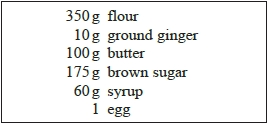 350 g flour
10 g ground ginger
100 g butter
175 g brown sugar
60 g syrup
1 egg